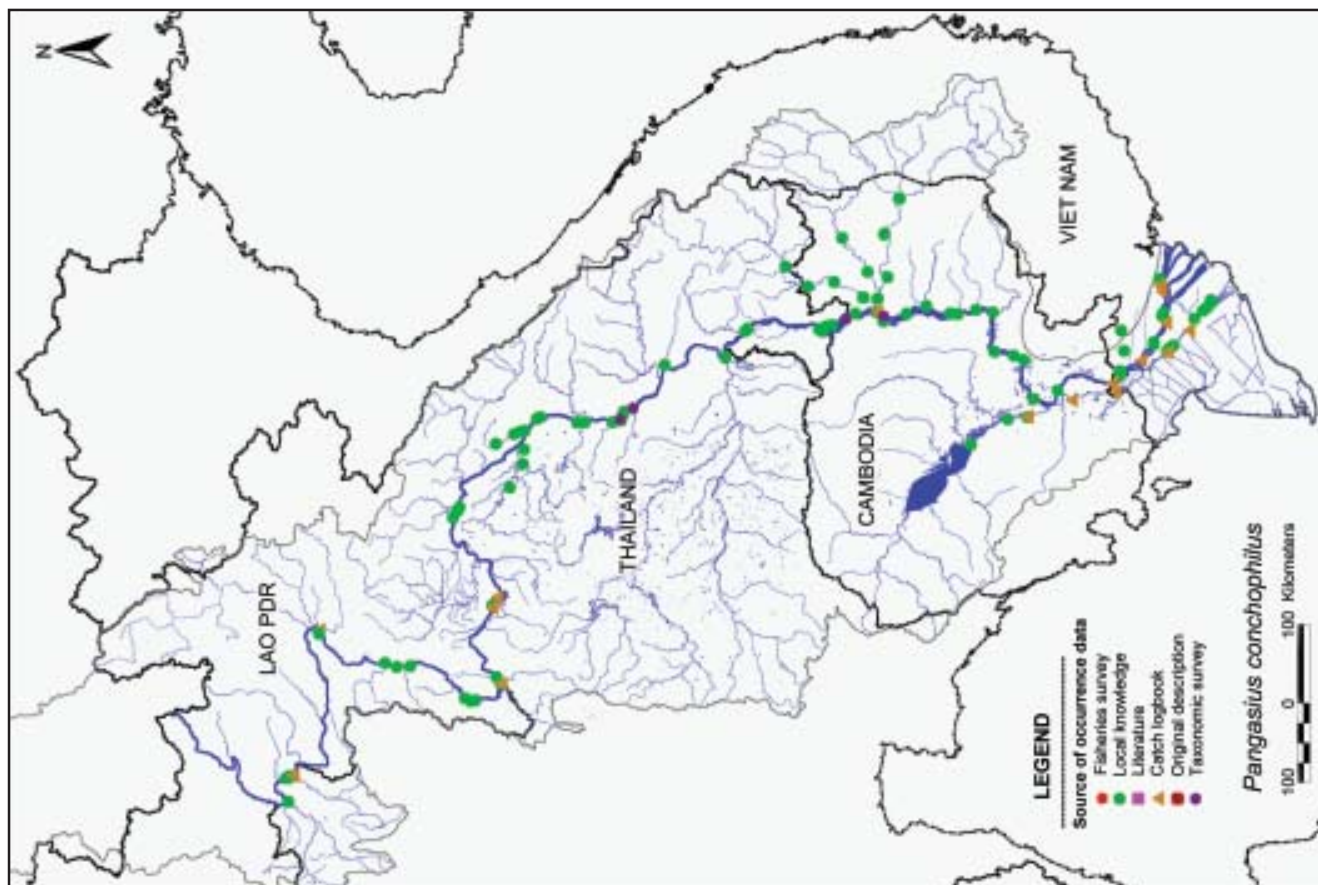 N
LAO PDR
THAILAND
CAMBODIA
VIET NAM
LEGEND
Source of occurrence data
Fisheries survey
Local knowledge
Literature
Catch logbook
Original description
Taxonomic survey
Pangasius conchophilus
100 0 100 Kilometers